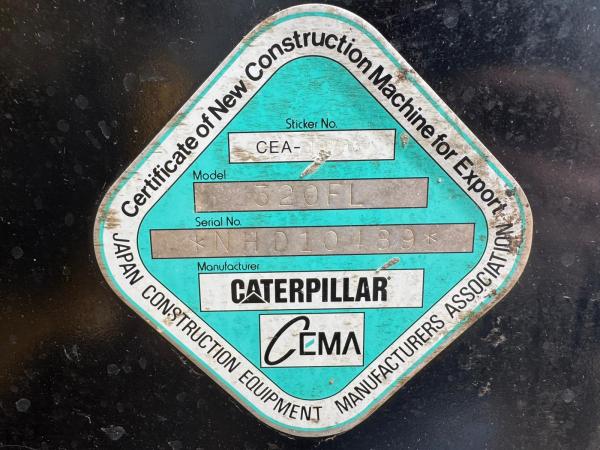 Certificate of New Construction Machine for Export
Sticker No.
CEA-
Model
320FL
Serial No.
*NHD10439*
Manufacturer
CATERPILLAR
CEMA
JAPAN CONSTRUCTION EQUIPMENT MANUFACTURERS ASSOCIATION